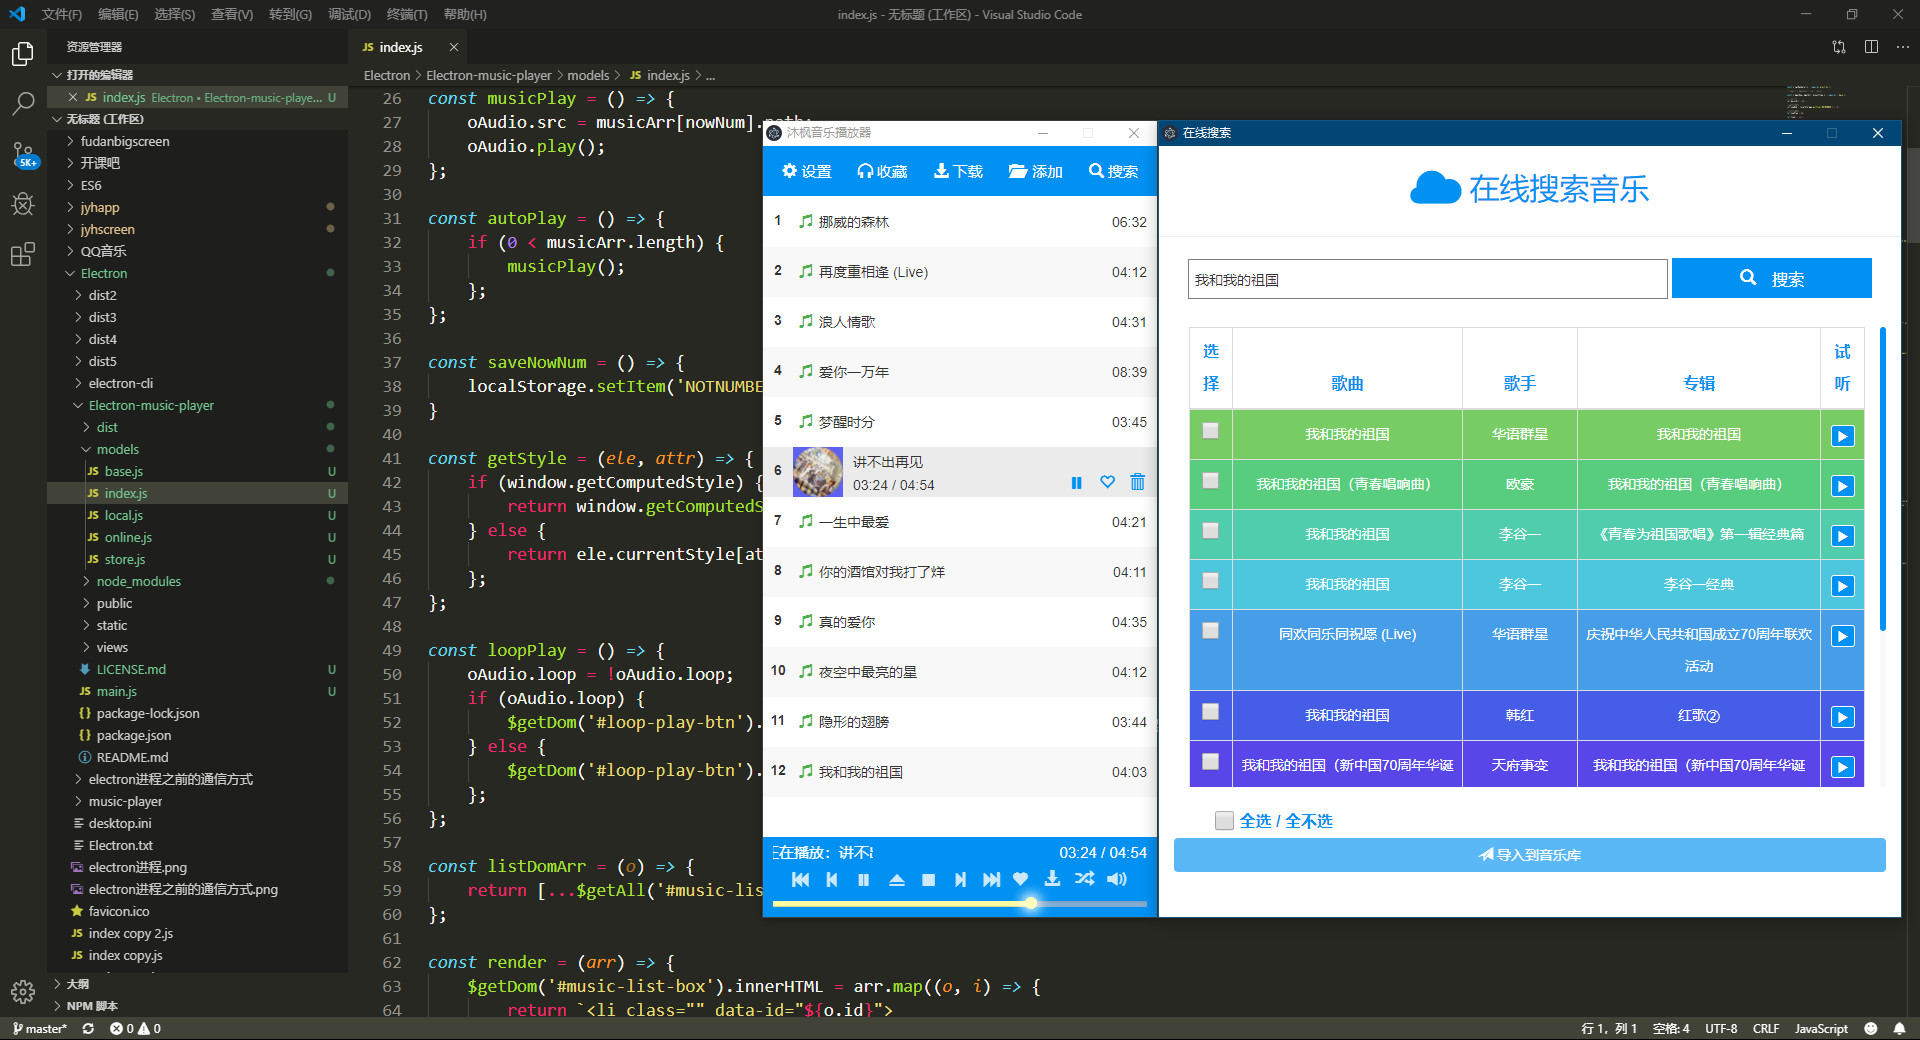 文件(F) 编辑(E) 选择(S) 查看(V) 转到(G) 调试(D) 终端(T) 帮助(H)
index.js - 无标题 (工作区) - Visual Studio Code
资源管理器
打开的编辑器
JS index.js Electron • Electron-music-playe... U
无标题 (工作区)
fudanbigscreen
开课吧
ES6
jyhapp
jyhscreen
QQ音乐
Electron
dist2
dist3
dist4
dist5
electron-cli
Electron-music-player
dist
models
JS base.js U
JS index.js U
JS local.js U
JS online.js U
JS store.js U
node_modules
public
static
views
LICENSE.md U
JS main.js U
{} package-lock.json
{} package.json
README.md
electron进程之前的通信方式
music-player
desktop.ini
Electron.txt
electron进程.png
electron进程之前的通信方式.png
favicon.ico
JS index copy 2.js
JS index copy.js
大纲
NPM 脚本
5K+
JS index.js
Electron > Electron-music-player > models > JS index.js > ...
26 const musicPlay = () => {
27 oAudio.src = musicArr[nowNum].path;
28 oAudio.play();
29 };
30
31 const autoPlay = () => {
32 if (0 < musicArr.length) {
33 musicPlay();
34 };
35 };
36
37 const saveNowNum = () => {
38 localStorage.setItem('NOTNUMBE
39 }
40
41 const getStyle = (ele, attr) => {
42 if (window.getComputedStyle) {
43 return window.getComputedS
44 } else {
45 return ele.currentStyle[at
46 };
47 };
48
49 const loopPlay = () => {
50 oAudio.loop = !oAudio.loop;
51 if (oAudio.loop) {
52 $getDom('#loop-play-btn').
53 } else {
54 $getDom('#loop-play-btn').
55 };
56 };
57
58 const listDomArr = (o) => {
59 return [...$getAll('#music-lis
60 };
61
62 const render = (arr) => {
63 $getDom('#music-list-box').innerHTML = arr.map((o, i) => {
64 return `<li class="" data-id="${o.id}">
沐枫音乐播放器
设置 收藏 下载 添加 搜索
1 挪威的森林 06:32
2 再度重相逢 (Live) 04:12
3 浪人情歌 04:31
4 爱你一万年 08:39
5 梦醒时分 03:45
6 讲不出再见
03:24 / 04:54
7 一生中最爱 04:21
8 你的酒馆对我打了烊 04:11
9 真的爱你 04:35
10 夜空中最亮的星 04:12
11 隐形的翅膀 03:44
12 我和我的祖国 04:03
在播放：讲不 03:24 / 04:54
在线搜索
在线搜索音乐
我和我的祖国 搜索
选择 歌曲 歌手 专辑 试听
我和我的祖国 华语群星 我和我的祖国
我和我的祖国（青春唱响曲） 欧豪 我和我的祖国（青春唱响曲）
我和我的祖国 李谷一 《青春为祖国歌唱》第一辑经典篇
我和我的祖国 李谷一 李谷一经典
同欢同乐同祝愿 (Live) 华语群星 庆祝中华人民共和国成立70周年联欢
活动
我和我的祖国 韩红 红歌②
我和我的祖国（新中国70周年华诞 天府事变 我和我的祖国（新中国70周年华诞
全选 / 全不选
导入到音乐库
master* 0 0 行 1，列 1 空格: 4 UTF-8 CRLF JavaScript